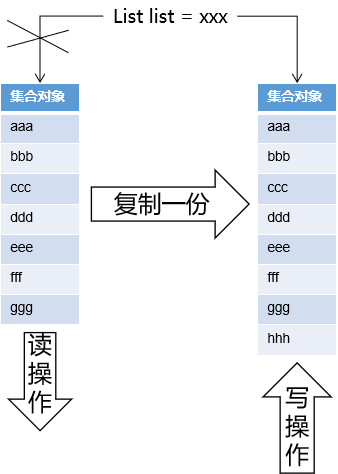 List list = xxx
集合对象
aaa
bbb
ccc
ddd
eee
fff
ggg
读操作
复制一份
集合对象
aaa
bbb
ccc
ddd
eee
fff
ggg
hhh
写操作